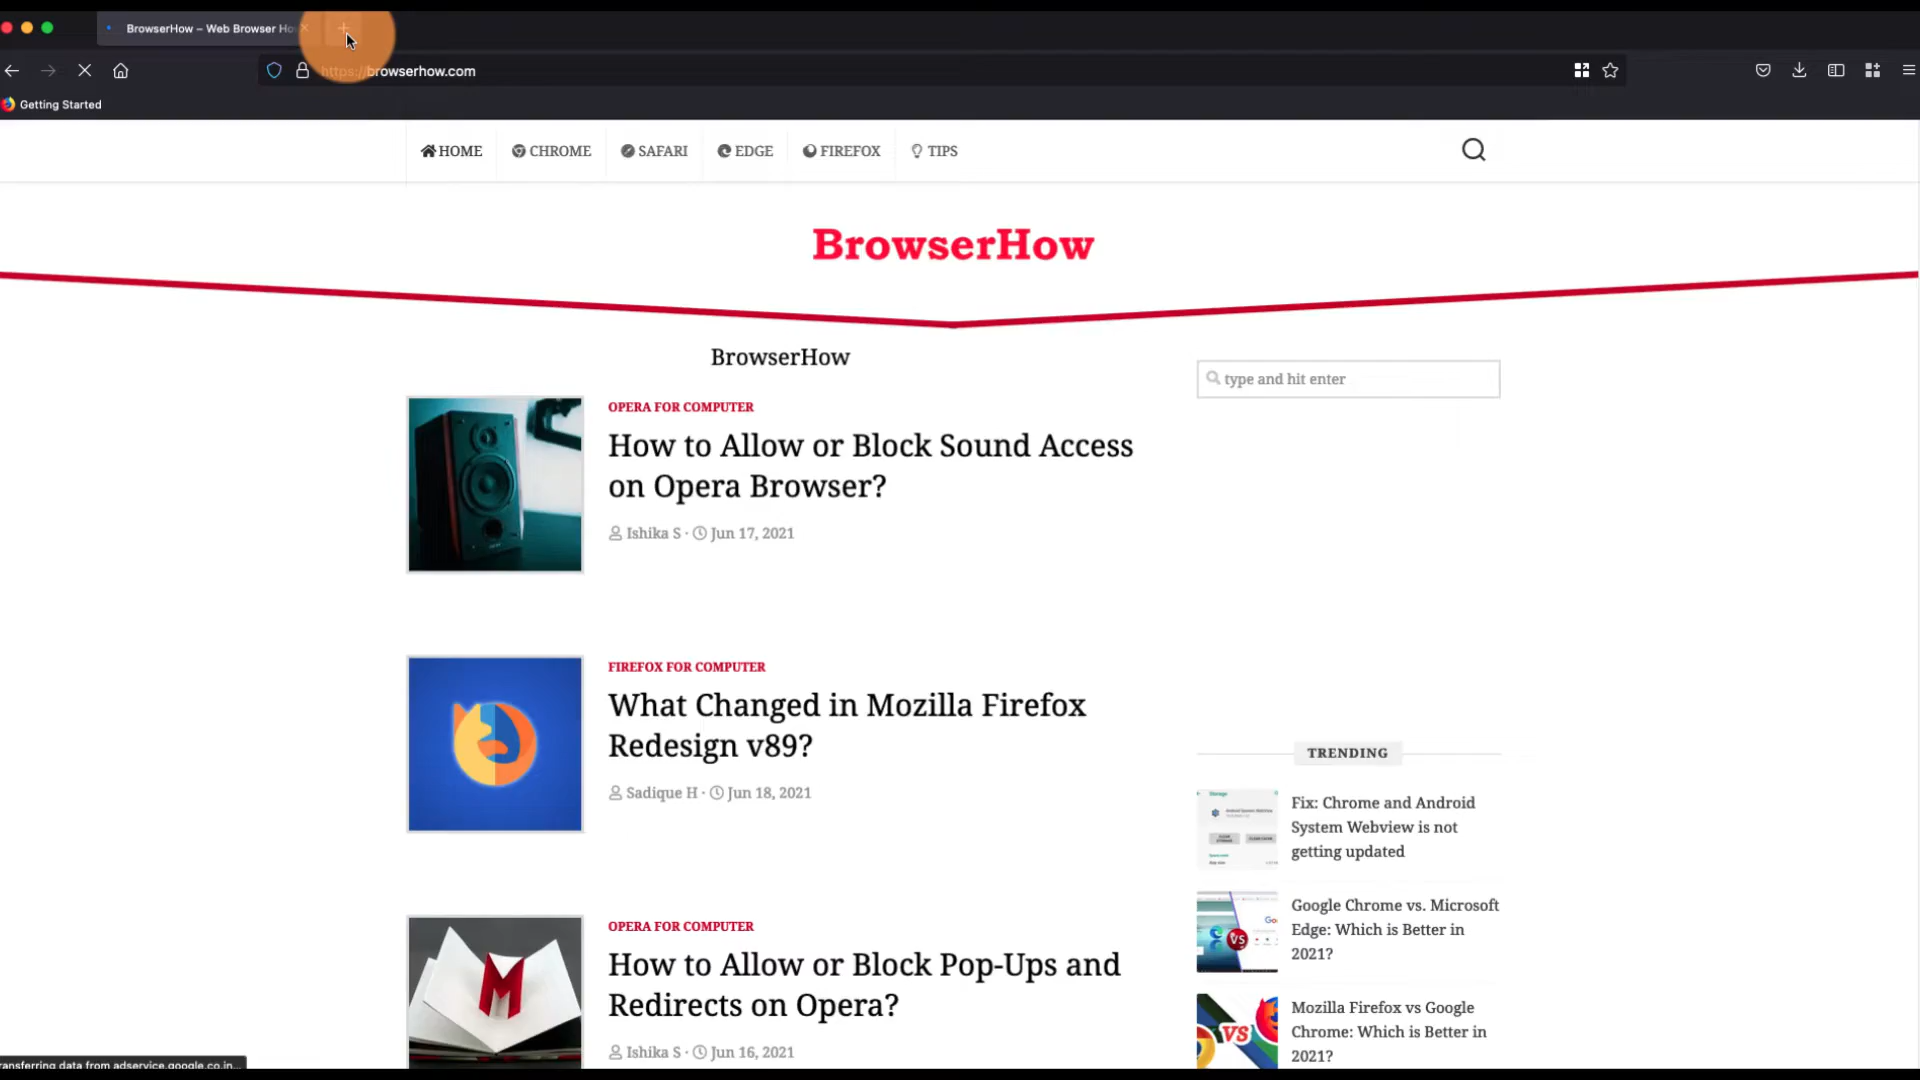 BrowserHow – Web Browser Ho
https://browserhow.com
Getting Started
HOME
CHROME
SAFARI
EDGE
FIREFOX
TIPS
BrowserHow
BrowserHow
type and hit enter
OPERA FOR COMPUTER
How to Allow or Block Sound Access
on Opera Browser?
Ishika S · Jun 17, 2021
FIREFOX FOR COMPUTER
What Changed in Mozilla Firefox
Redesign v89?
Sadique H · Jun 18, 2021
OPERA FOR COMPUTER
How to Allow or Block Pop-Ups and
Redirects on Opera?
Ishika S · Jun 16, 2021
TRENDING
Fix: Chrome and Android
System Webview is not
getting updated
Google Chrome vs. Microsoft
Edge: Which is Better in
2021?
VS
Mozilla Firefox vs Google
Chrome: Which is Better in
2021?
VS
ransferring data from adservice.google.co.in...